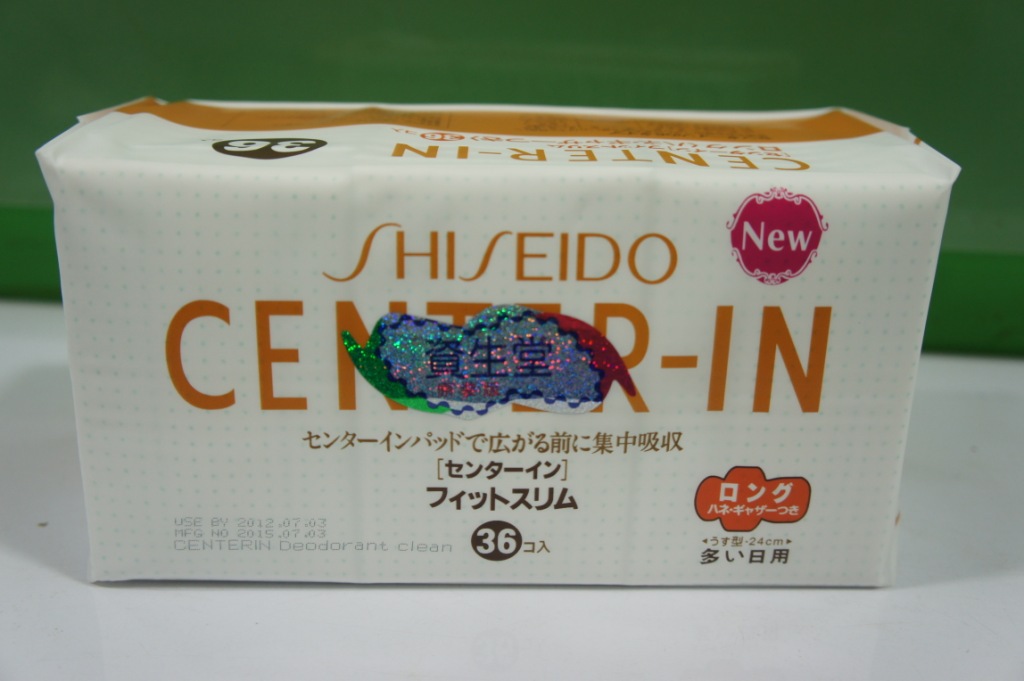 36
CENTER-IN
SHISEIDO
New
CENTER-IN
資生堂
センターインパッドで広がる前に集中吸収
[センターイン]
フィットスリム
36コ入
ロング
ハネ・ギャザーつき
◂うす型・24cm▸
多い日用
USE BY 2012.07.03
MFG NO 2015.07.03
CENTERIN Deodorant clean